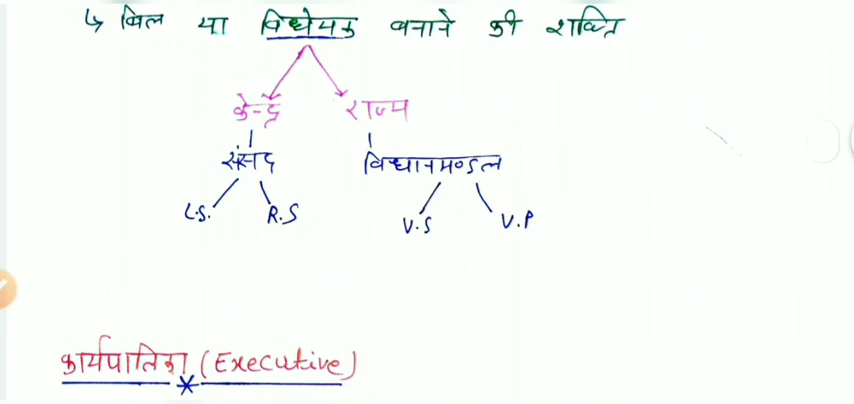 ↳ बिल या विधेयक बनाने की शक्ति
केन्द्र राज्य
संसद विधानमण्डल
L.S. R.S V.S V.P
कार्यपालिका (Executive)